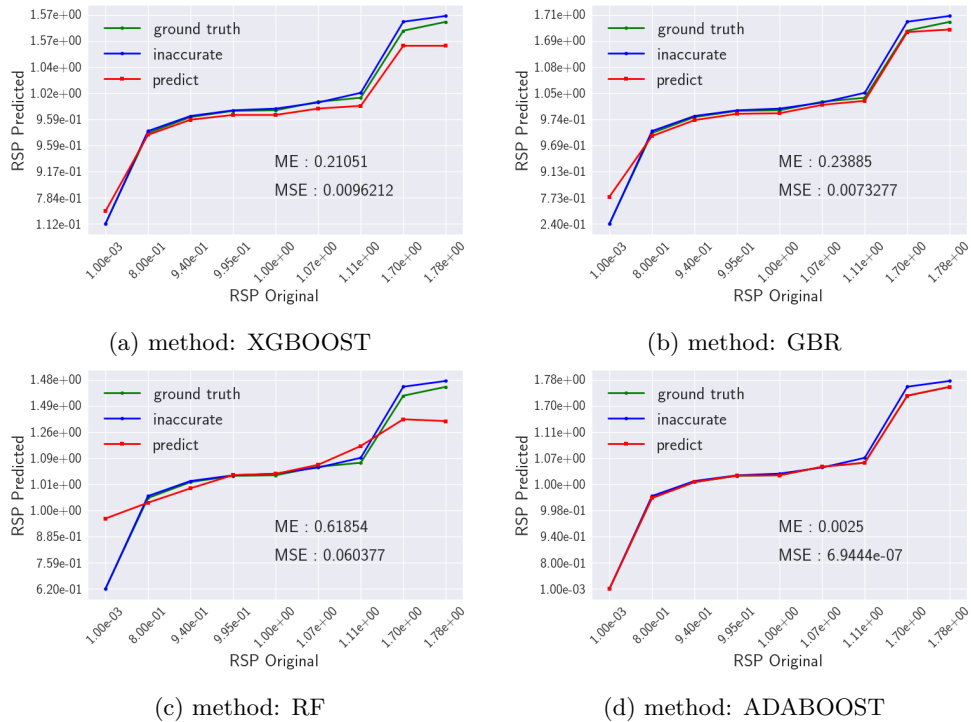 1.57e+00
1.57e+00
1.04e+00
1.02e+00
9.59e-01
9.59e-01
9.17e-01
7.84e-01
1.12e-01
RSP Predicted
ground truth
inaccurate
predict
ME : 0.21051
MSE : 0.0096212
1.00e-03
8.00e-01
9.40e-01
9.95e-01
1.00e+00
1.07e+00
1.11e+00
1.70e+00
1.78e+00
RSP Original
(a) method: XGBOOST
1.71e+00
1.69e+00
1.08e+00
1.05e+00
9.74e-01
9.69e-01
9.13e-01
7.73e-01
2.40e-01
RSP Predicted
ground truth
inaccurate
predict
ME : 0.23885
MSE : 0.0073277
1.00e-03
8.00e-01
9.40e-01
9.95e-01
1.00e+00
1.07e+00
1.11e+00
1.70e+00
1.78e+00
RSP Original
(b) method: GBR
1.48e+00
1.49e+00
1.26e+00
1.09e+00
1.01e+00
1.00e+00
8.85e-01
7.59e-01
6.20e-01
RSP Predicted
ground truth
inaccurate
predict
ME : 0.61854
MSE : 0.060377
1.00e-03
8.00e-01
9.40e-01
9.95e-01
1.00e+00
1.07e+00
1.11e+00
1.70e+00
1.78e+00
RSP Original
(c) method: RF
1.78e+00
1.70e+00
1.11e+00
1.07e+00
1.00e+00
9.98e-01
9.40e-01
8.00e-01
1.00e-03
RSP Predicted
ground truth
inaccurate
predict
ME : 0.0025
MSE : 6.9444e-07
1.00e-03
8.00e-01
9.40e-01
9.95e-01
1.00e+00
1.07e+00
1.11e+00
1.70e+00
1.78e+00
RSP Original
(d) method: ADABOOST